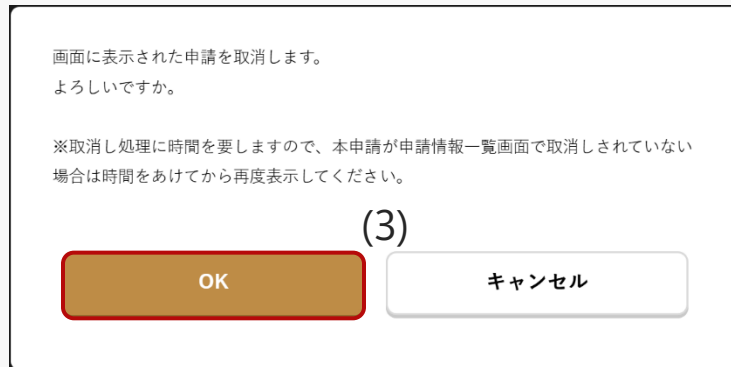 画面に表示された申請を取消します。
よろしいですか。
※取消し処理に時間を要しますので、本申請が申請情報一覧画面で取消しされていない
場合は時間をあけてから再度表示してください。
(3)
OK
キャンセル